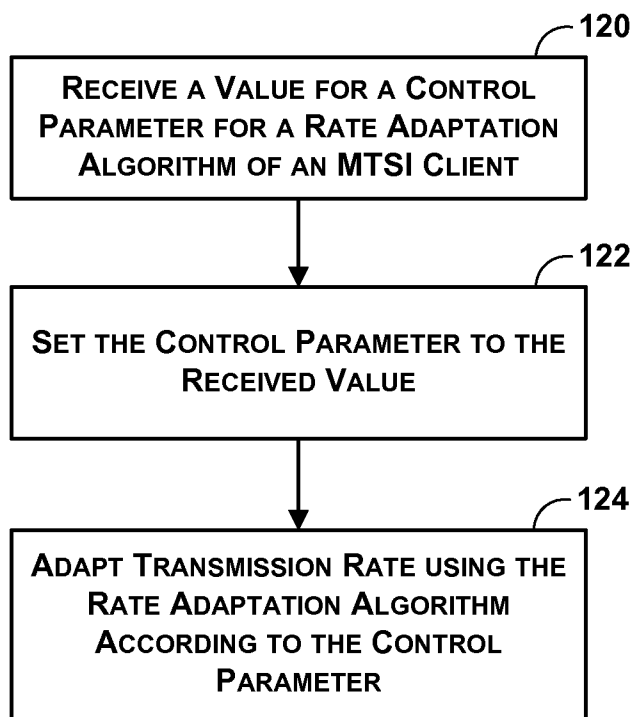 120
RECEIVE A VALUE FOR A CONTROL
PARAMETER FOR A RATE ADAPTATION
ALGORITHM OF AN MTSI CLIENT
122
SET THE CONTROL PARAMETER TO THE
RECEIVED VALUE
124
ADAPT TRANSMISSION RATE USING THE
RATE ADAPTATION ALGORITHM
ACCORDING TO THE CONTROL
PARAMETER